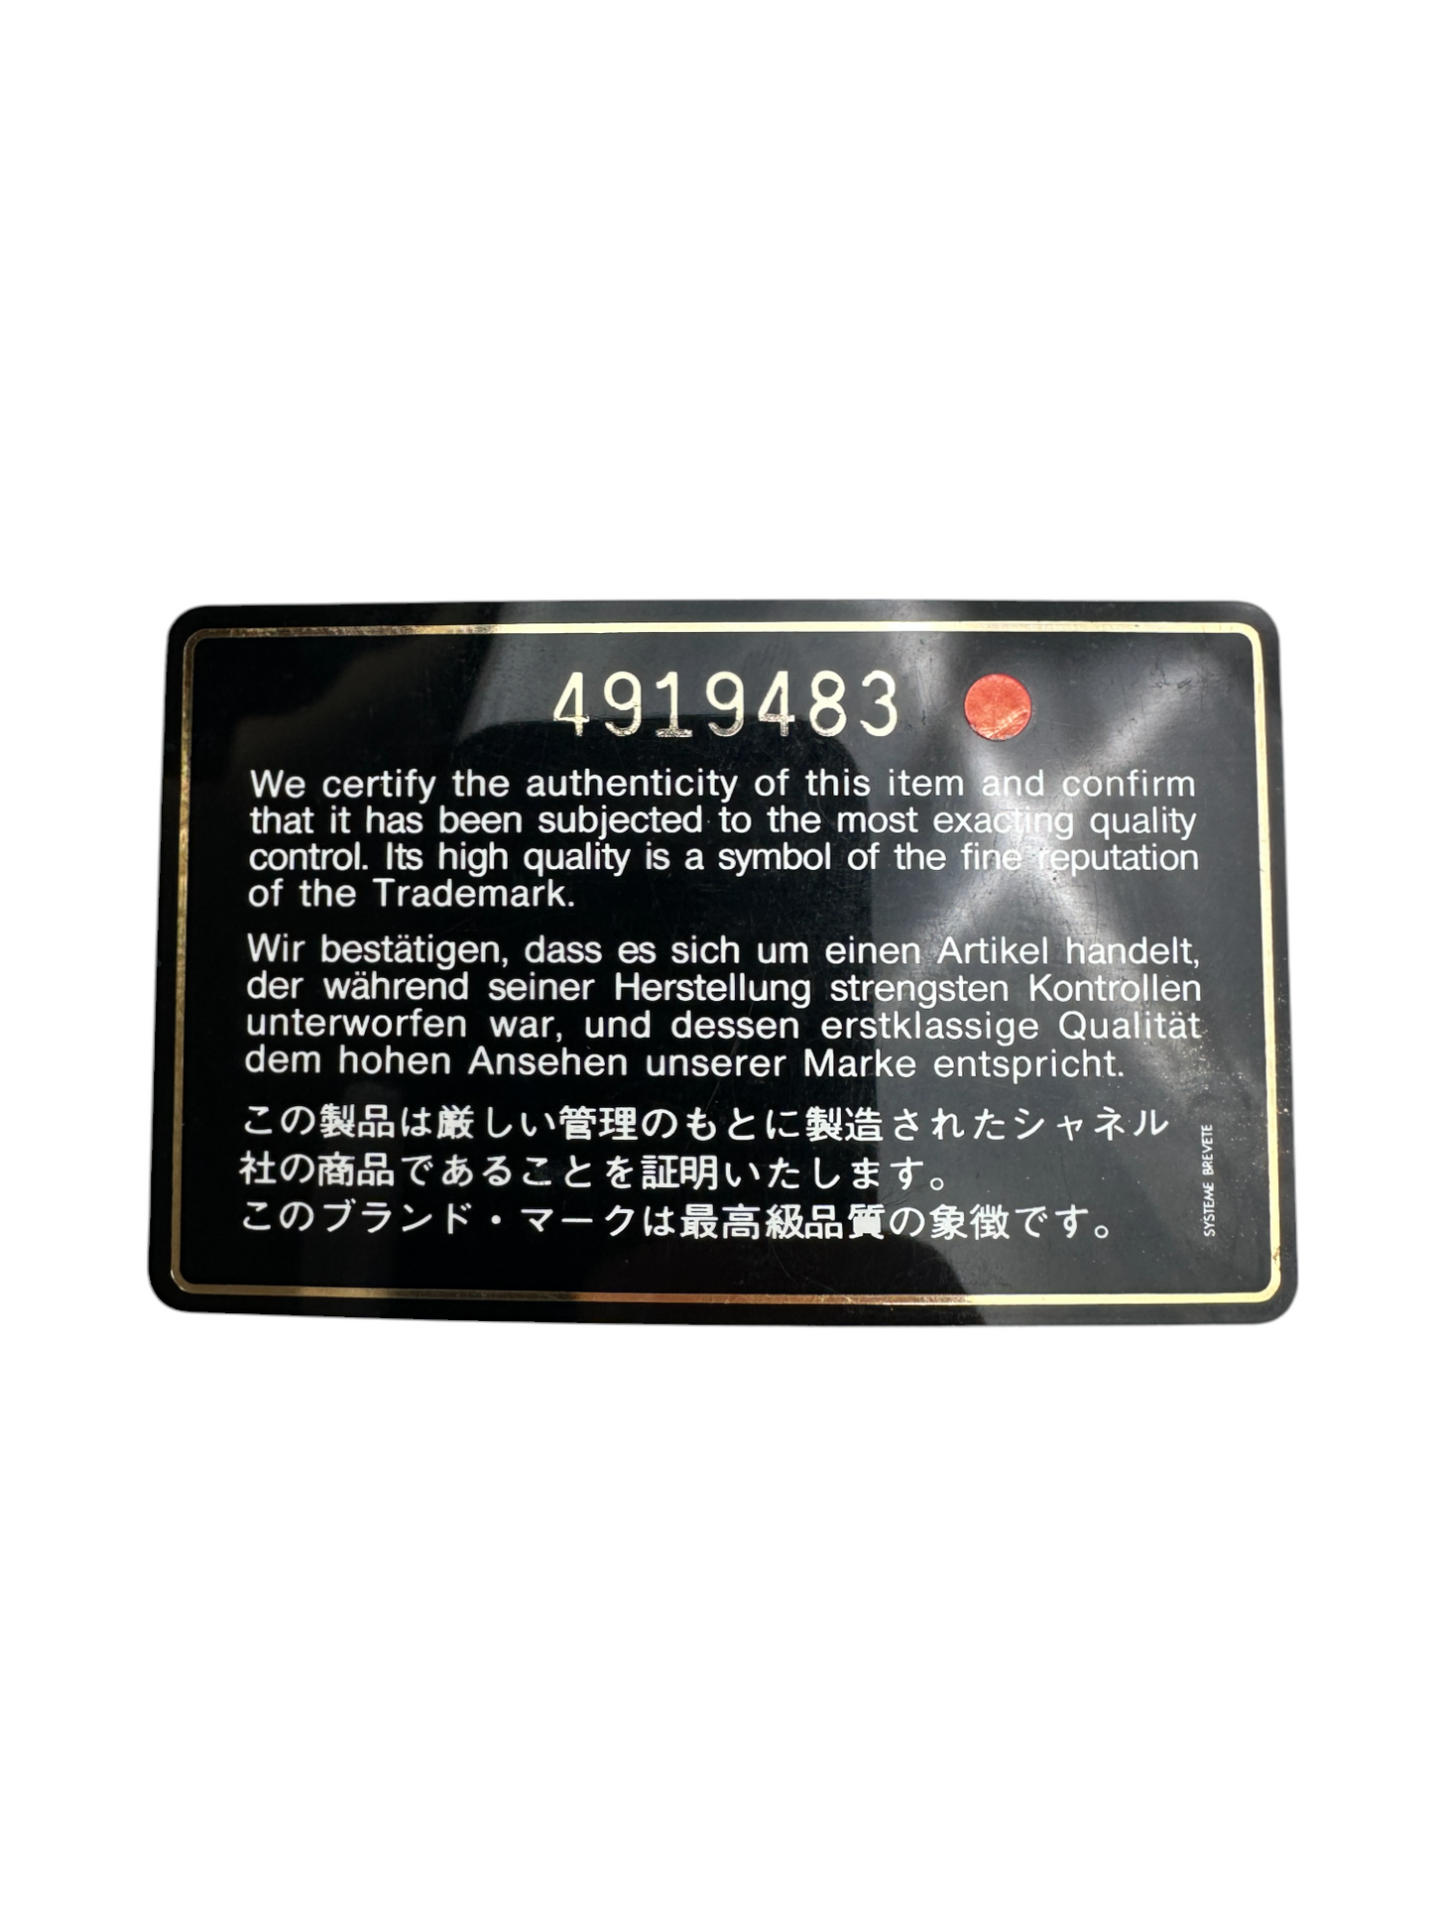 4919483
We certify the authenticity of this item and confirm
that it has been subjected to the most exacting quality
control. Its high quality is a symbol of the fine reputation
of the Trademark.
Wir bestätigen, dass es sich um einen Artikel handelt,
der während seiner Herstellung strengsten Kontrollen
unterworfen war, und dessen erstklassige Qualität
dem hohen Ansehen unserer Marke entspricht.
この製品は厳しい管理のもとに製造されたシャネル
社の商品であることを証明いたします。
このブランド・マークは最高級品質の象徴です。
SYSTEME BREVETE